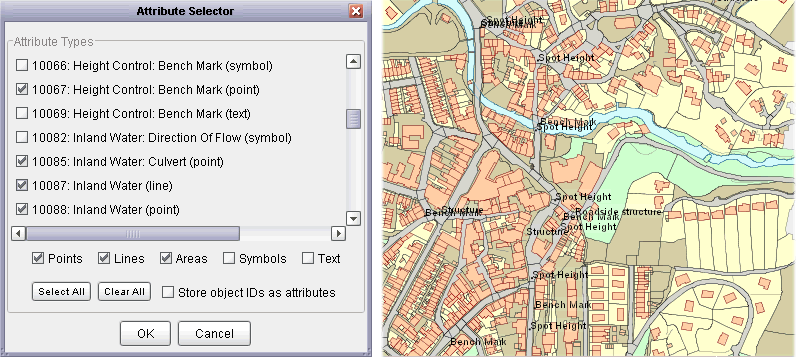 Attribute Selector
Attribute Types
10066: Height Control: Bench Mark (symbol)
10067: Height Control: Bench Mark (point)
10069: Height Control: Bench Mark (text)
10082: Inland Water: Direction Of Flow (symbol)
10085: Inland Water: Culvert (point)
10087: Inland Water (line)
10088: Inland Water (point)
Points
Lines
Areas
Symbols
Text
Select All
Clear All
Store object IDs as attributes
OK
Cancel
Spot Height
Bench Mark
Spot Height
Bench Mark
Spot Height
Spot Height
Structure
Bench Mark
Roadside structure
Bench Mark
Spot Height
Structure
Spot Height
Bench Mark
Spot Height